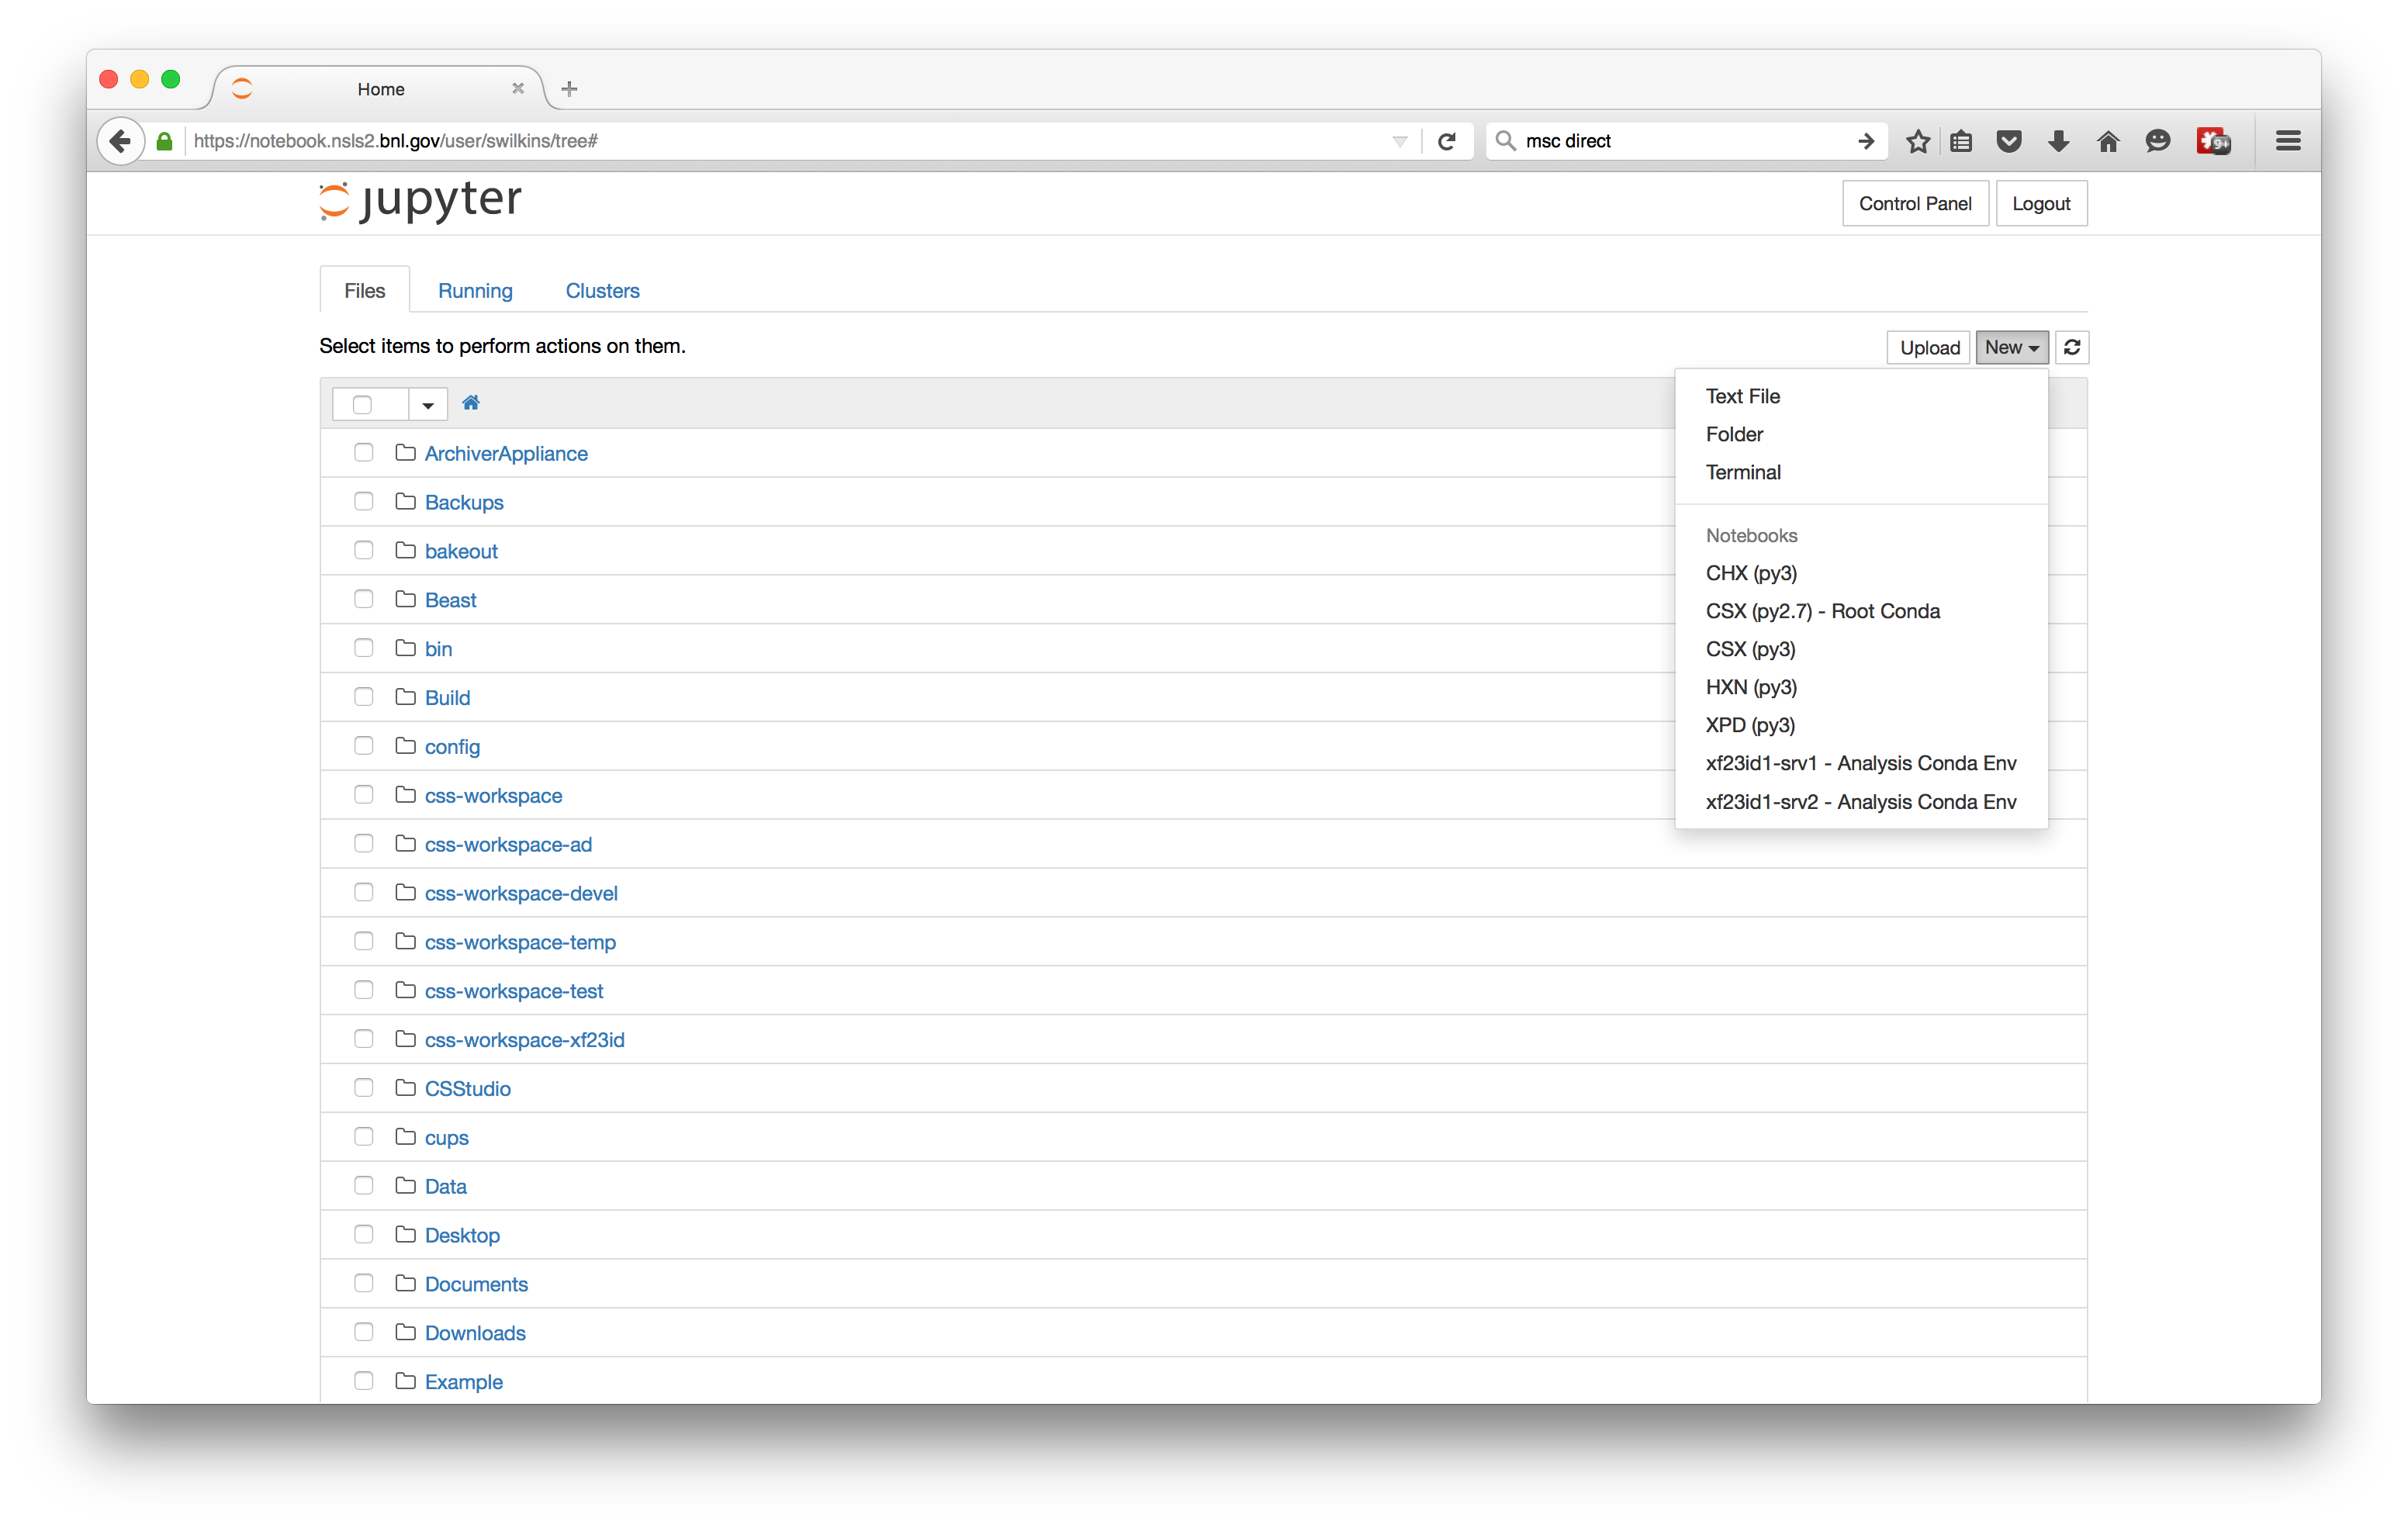 Home
https://notebook.nsls2.bnl.gov/user/swilkins/tree#
msc direct
9+
jupyter
Control Panel
Logout
Files
Running
Clusters
Select items to perform actions on them.
Upload
New
Text File
Folder
Terminal
Notebooks
CHX (py3)
CSX (py2.7) - Root Conda
CSX (py3)
HXN (py3)
XPD (py3)
xf23id1-srv1 - Analysis Conda Env
xf23id1-srv2 - Analysis Conda Env
ArchiverAppliance
Backups
bakeout
Beast
bin
Build
config
css-workspace
css-workspace-ad
css-workspace-devel
css-workspace-temp
css-workspace-test
css-workspace-xf23id
CSStudio
cups
Data
Desktop
Documents
Downloads
Example